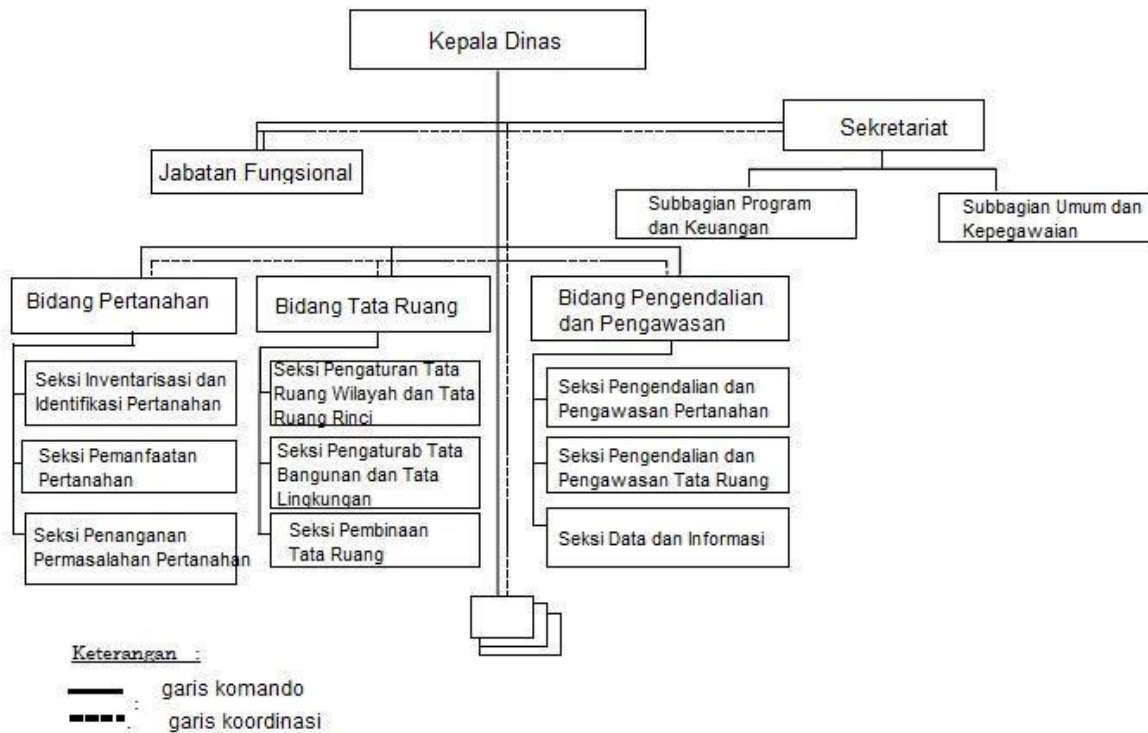 Kepala Dinas
Sekretariat
Jabatan Fungsional
Subbagian Program
dan Keuangan
Subbagian Umum dan
Kepegawaian
Bidang Pertanahan
Bidang Tata Ruang
Bidang Pengendalian
dan Pengawasan
Seksi Inventarisasi dan
Identifikasi Pertanahan
Seksi Pemanfaatan
Pertanahan
Seksi Penanganan
Permasalahan Pertanahan
Seksi Pengaturan Tata
Ruang Wilayah dan Tata
Ruang Rinci
Seksi Pengaturab Tata
Bangunan dan Tata
Lingkungan
Seksi Pembinaan
Tata Ruang
Seksi Pengendalian dan
Pengawasan Pertanahan
Seksi Pengendalian dan
Pengawasan Tata Ruang
Seksi Data dan Informasi
Keterangan :
: garis komando
: garis koordinasi